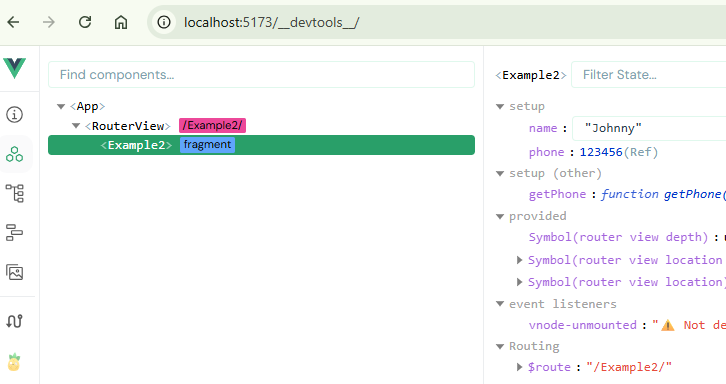 localhost:5173/__devtools__/
Find components...
<App>
<RouterView> /Example2/
<Example2> fragment
<Example2> Filter State...
setup
name : "Johnny"
phone : 123456(Ref)
setup (other)
getPhone : function getPhone(
provided
Symbol(router view depth) :
Symbol(router view location
Symbol(router view location)
event listeners
vnode-unmounted : "⚠️ Not de
Routing
$route : "/Example2/"